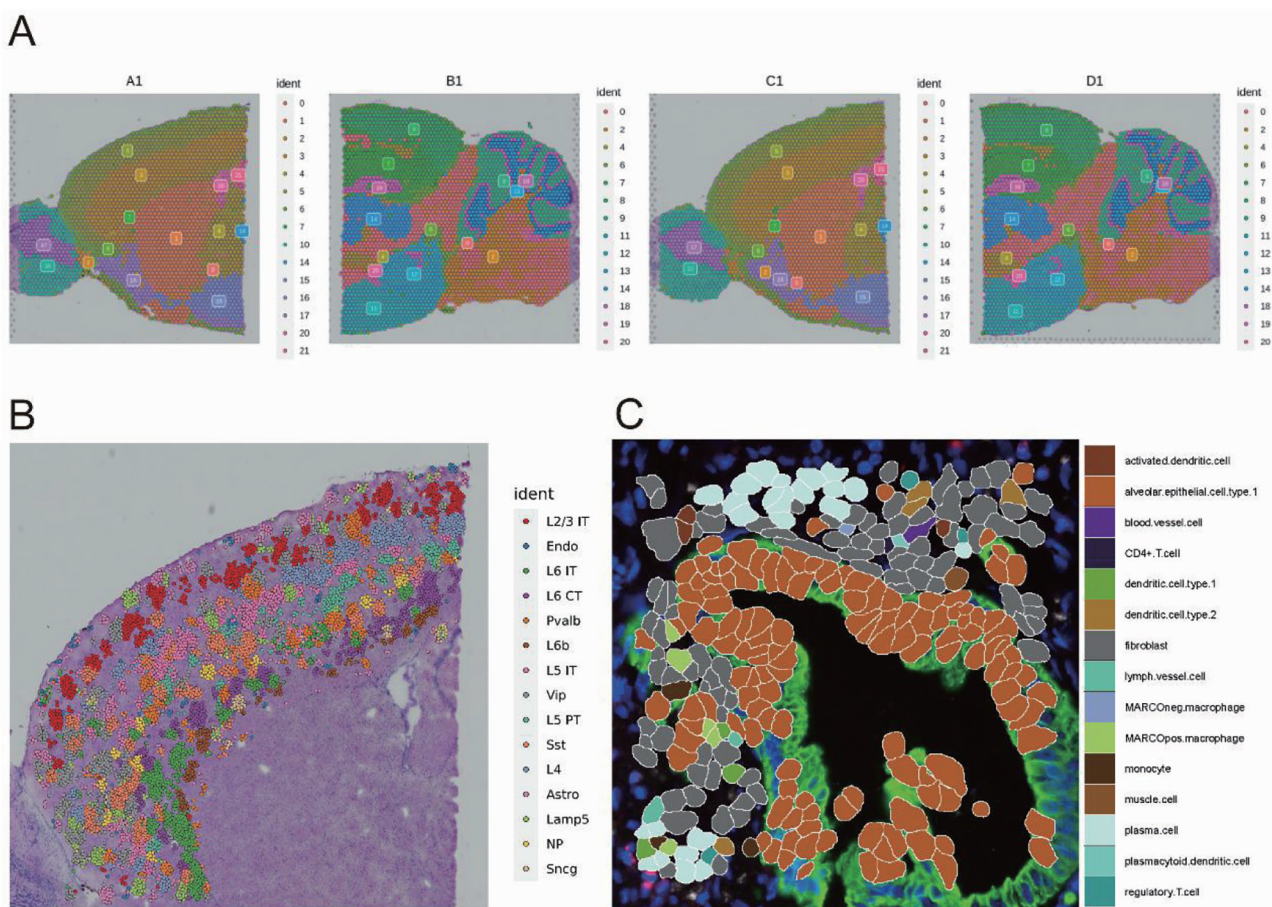 A
A1
ident
0
1
2
3
4
5
6
7
10
14
15
16
17
20
21
B1
ident
0
2
4
6
7
8
9
11
12
13
14
18
19
20
C1
ident
0
1
2
3
4
5
6
7
10
14
15
16
17
20
21
D1
ident
0
2
4
6
7
8
9
11
12
13
14
18
19
20
B
ident
L2/3 IT
Endo
L6 IT
L6 CT
Pvalb
L6b
L5 IT
Vip
L5 PT
Sst
L4
Astro
Lamp5
NP
Sncg
C
activated.dendritic.cell
alveolar.epithelial.cell.type.1
blood.vessel.cell
CD4+.T.cell
dendritic.cell.type.1
dendritic.cell.type.2
fibroblast
lymph.vessel.cell
MARCOneg.macrophage
MARCOpos.macrophage
monocyte
muscle.cell
plasma.cell
plasmacytoid.dendritic.cell
regulatory.T.cell